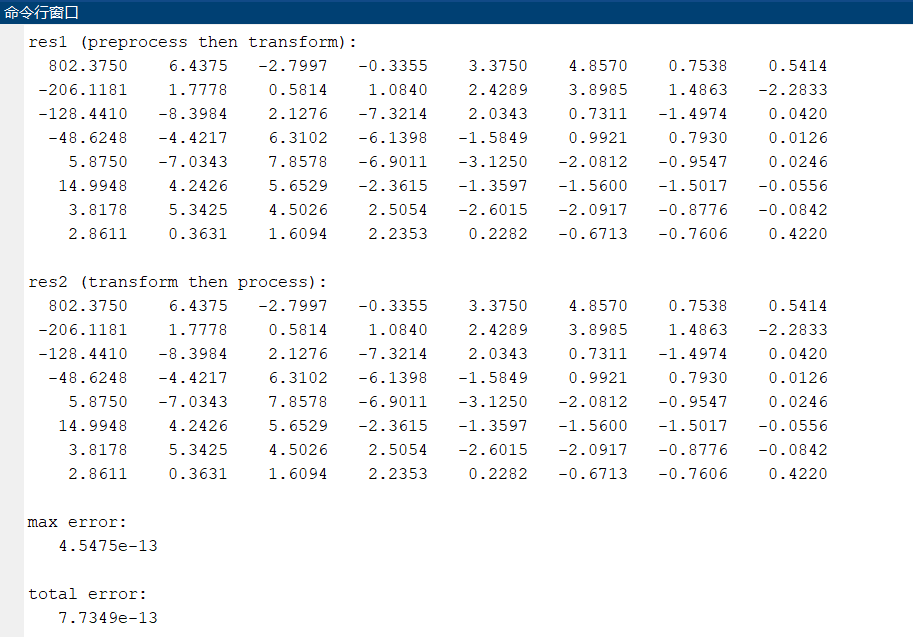 命令行窗口
res1 (preprocess then transform):
802.3750 6.4375 -2.7997 -0.3355 3.3750 4.8570 0.7538 0.5414
-206.1181 1.7778 0.5814 1.0840 2.4289 3.8985 1.4863 -2.2833
-128.4410 -8.3984 2.1276 -7.3214 2.0343 0.7311 -1.4974 0.0420
-48.6248 -4.4217 6.3102 -6.1398 -1.5849 0.9921 0.7930 0.0126
5.8750 -7.0343 7.8578 -6.9011 -3.1250 -2.0812 -0.9547 0.0246
14.9948 4.2426 5.6529 -2.3615 -1.3597 -1.5600 -1.5017 -0.0556
3.8178 5.3425 4.5026 2.5054 -2.6015 -2.0917 -0.8776 -0.0842
2.8611 0.3631 1.6094 2.2353 0.2282 -0.6713 -0.7606 0.4220
res2 (transform then process):
802.3750 6.4375 -2.7997 -0.3355 3.3750 4.8570 0.7538 0.5414
-206.1181 1.7778 0.5814 1.0840 2.4289 3.8985 1.4863 -2.2833
-128.4410 -8.3984 2.1276 -7.3214 2.0343 0.7311 -1.4974 0.0420
-48.6248 -4.4217 6.3102 -6.1398 -1.5849 0.9921 0.7930 0.0126
5.8750 -7.0343 7.8578 -6.9011 -3.1250 -2.0812 -0.9547 0.0246
14.9948 4.2426 5.6529 -2.3615 -1.3597 -1.5600 -1.5017 -0.0556
3.8178 5.3425 4.5026 2.5054 -2.6015 -2.0917 -0.8776 -0.0842
2.8611 0.3631 1.6094 2.2353 0.2282 -0.6713 -0.7606 0.4220
max error:
4.5475e-13
total error:
7.7349e-13